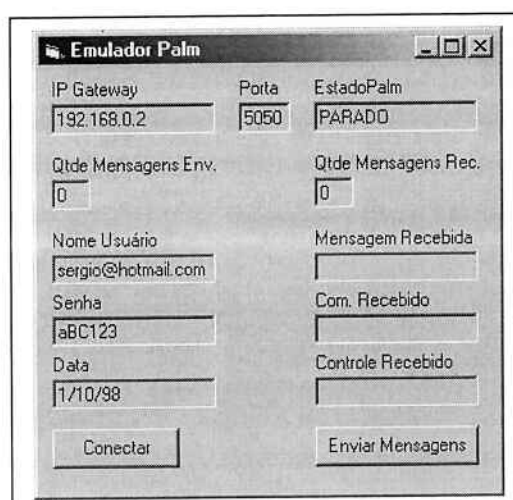 Emulador Palm
IP Gateway Porta EstadoPalm
192.168.0.2 5050 PARADO
Qtde Mensagens Env. Qtde Mensagens Rec.
0 0
Nome Usuário Mensagem Recebida
sergio@hotmail.com
Senha Com. Recebido
aBC123
Data Controle Recebido
1/10/98
Conectar Enviar Mensagens